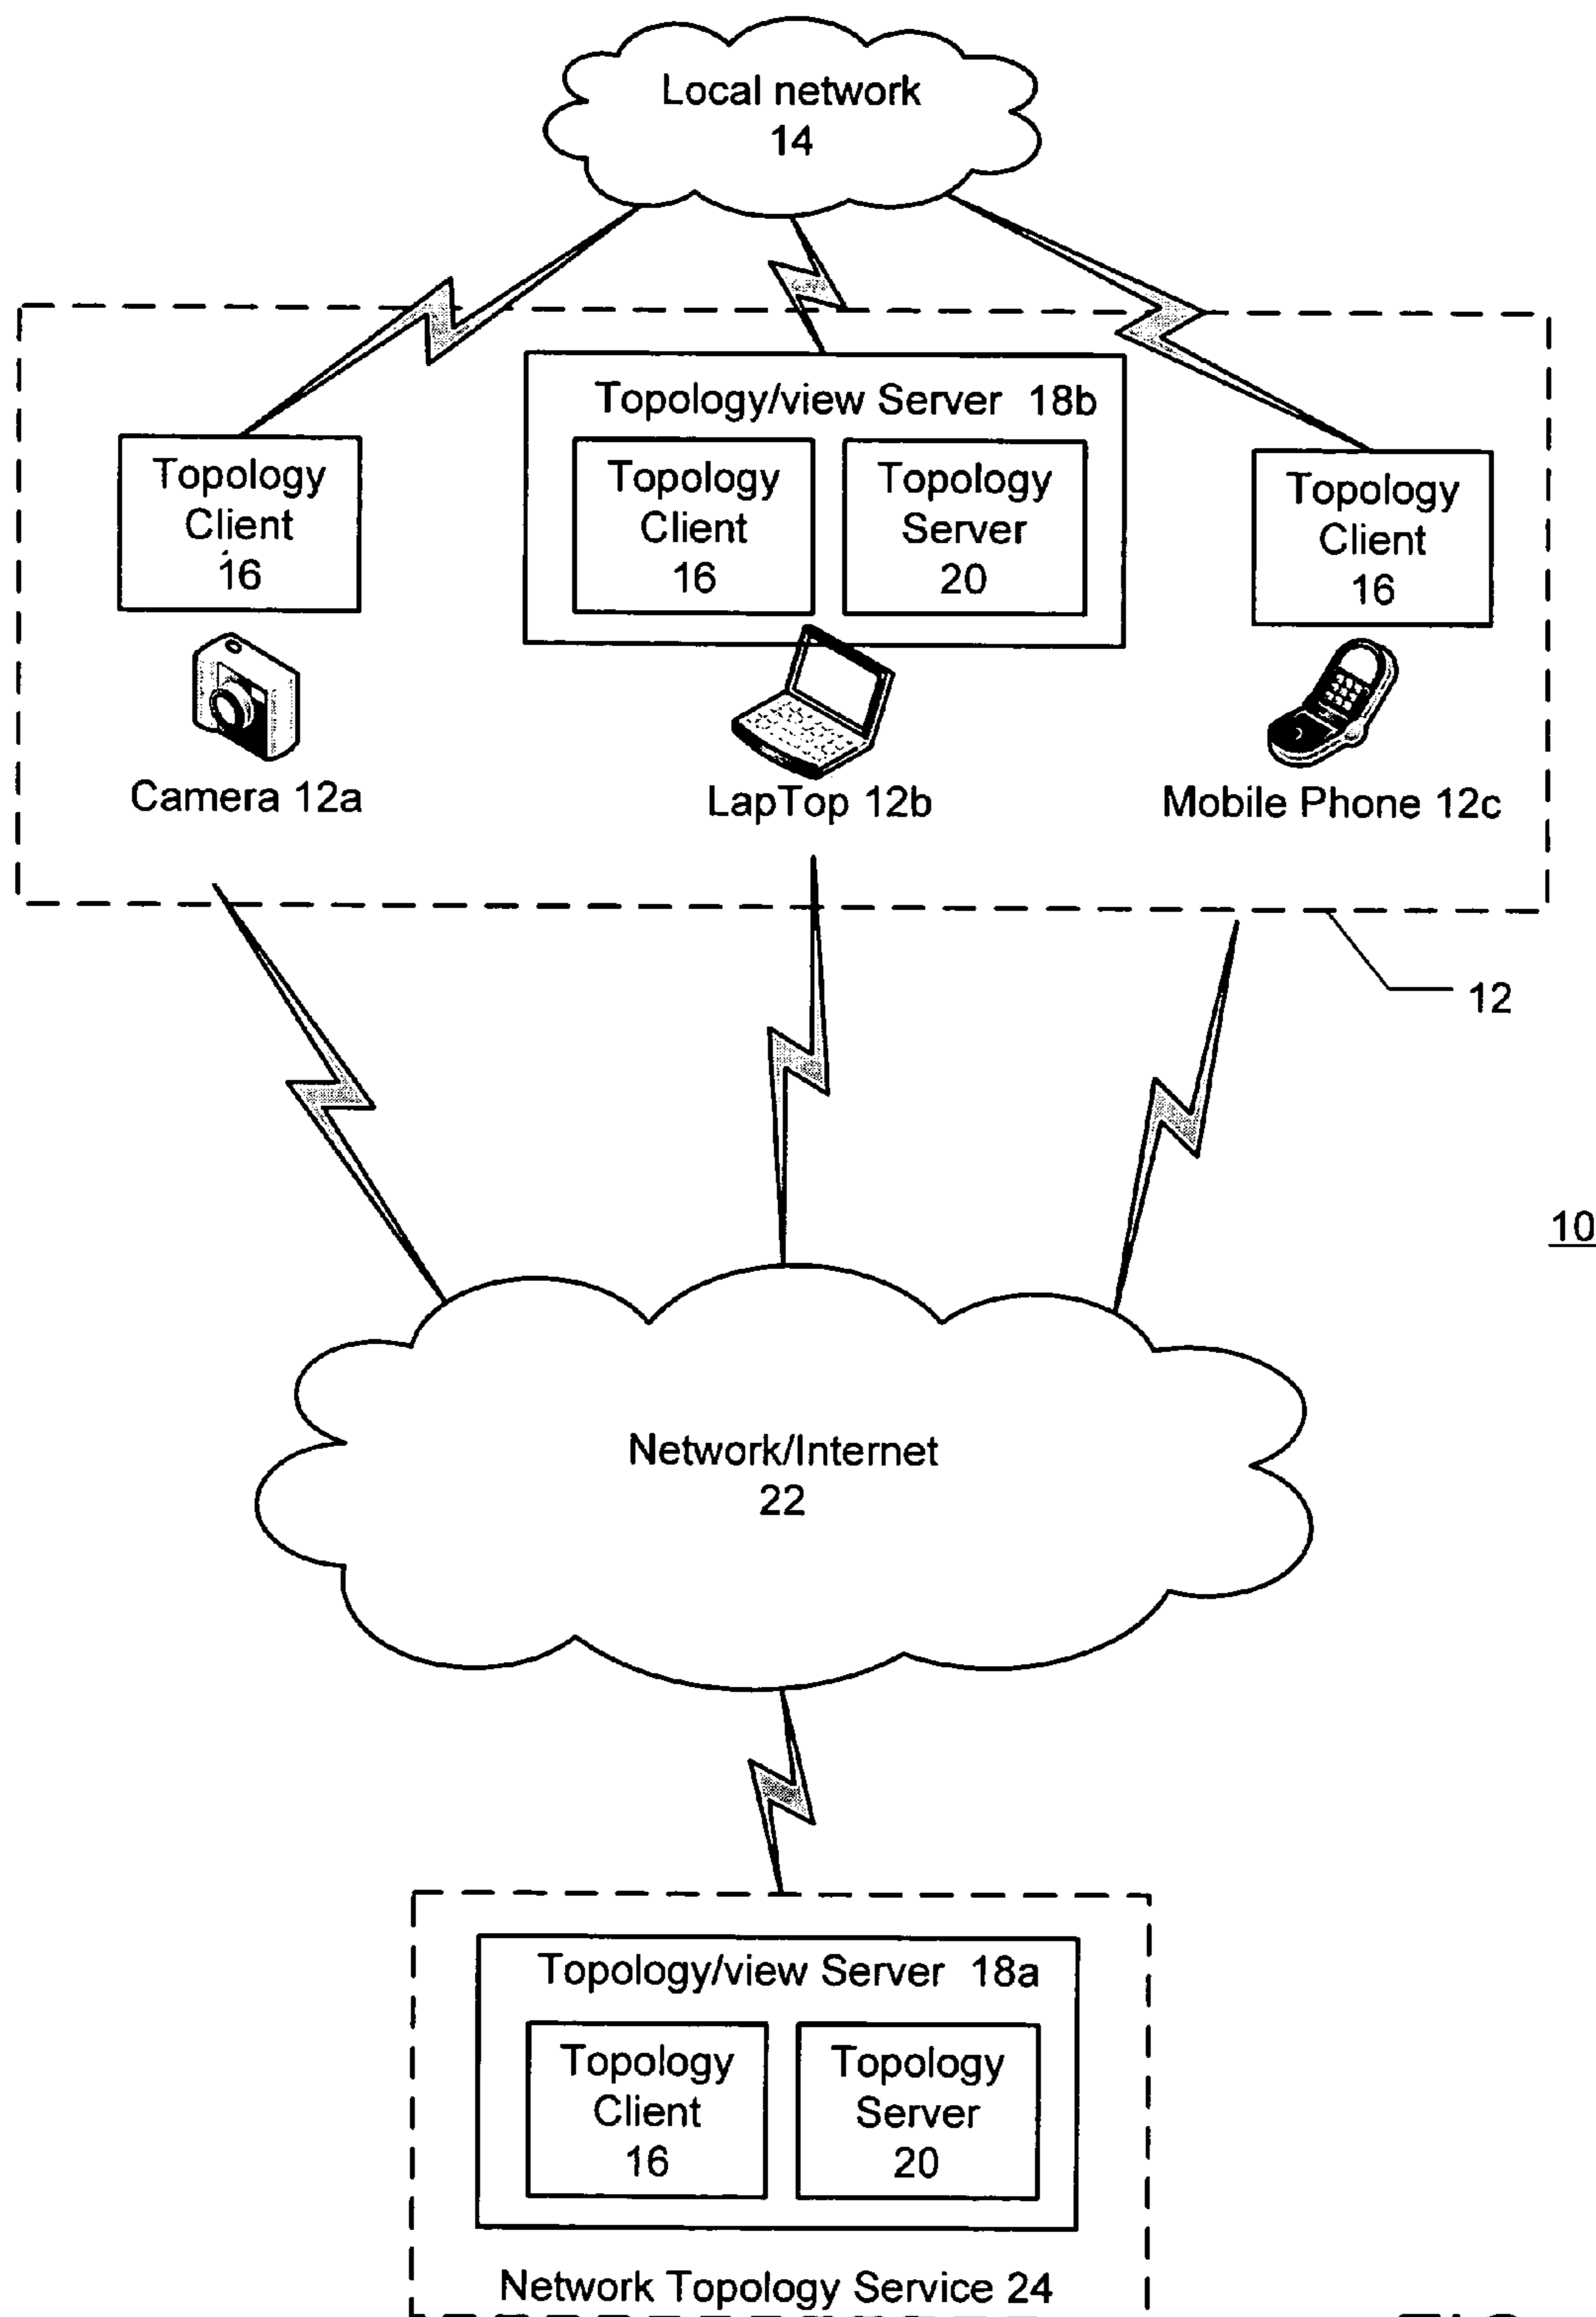 Local network
14
Topology/view Server 18b
Topology
Client
16
Topology
Client
16
Topology
Server
20
Topology
Client
16
Camera 12a
LapTop 12b
Mobile Phone 12c
12
10
Network/Internet
22
Topology/view Server 18a
Topology
Client
16
Topology
Server
20
Network Topology Service 24